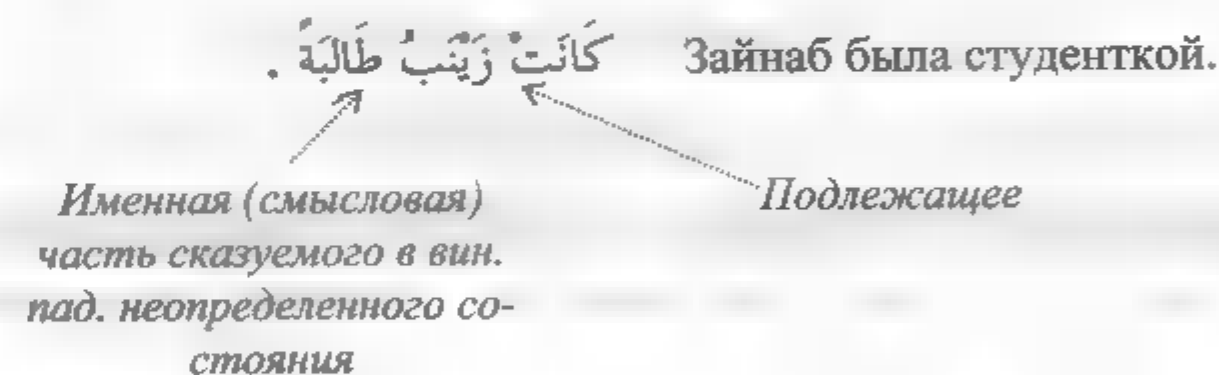 كَانَتْ زَيْنَبُ طَالِبَةً . Зайнаб была студенткой.
Именная (смысловая)
часть сказуемого в вин.
пад. неопределенного со-
стояния
Подлежащее